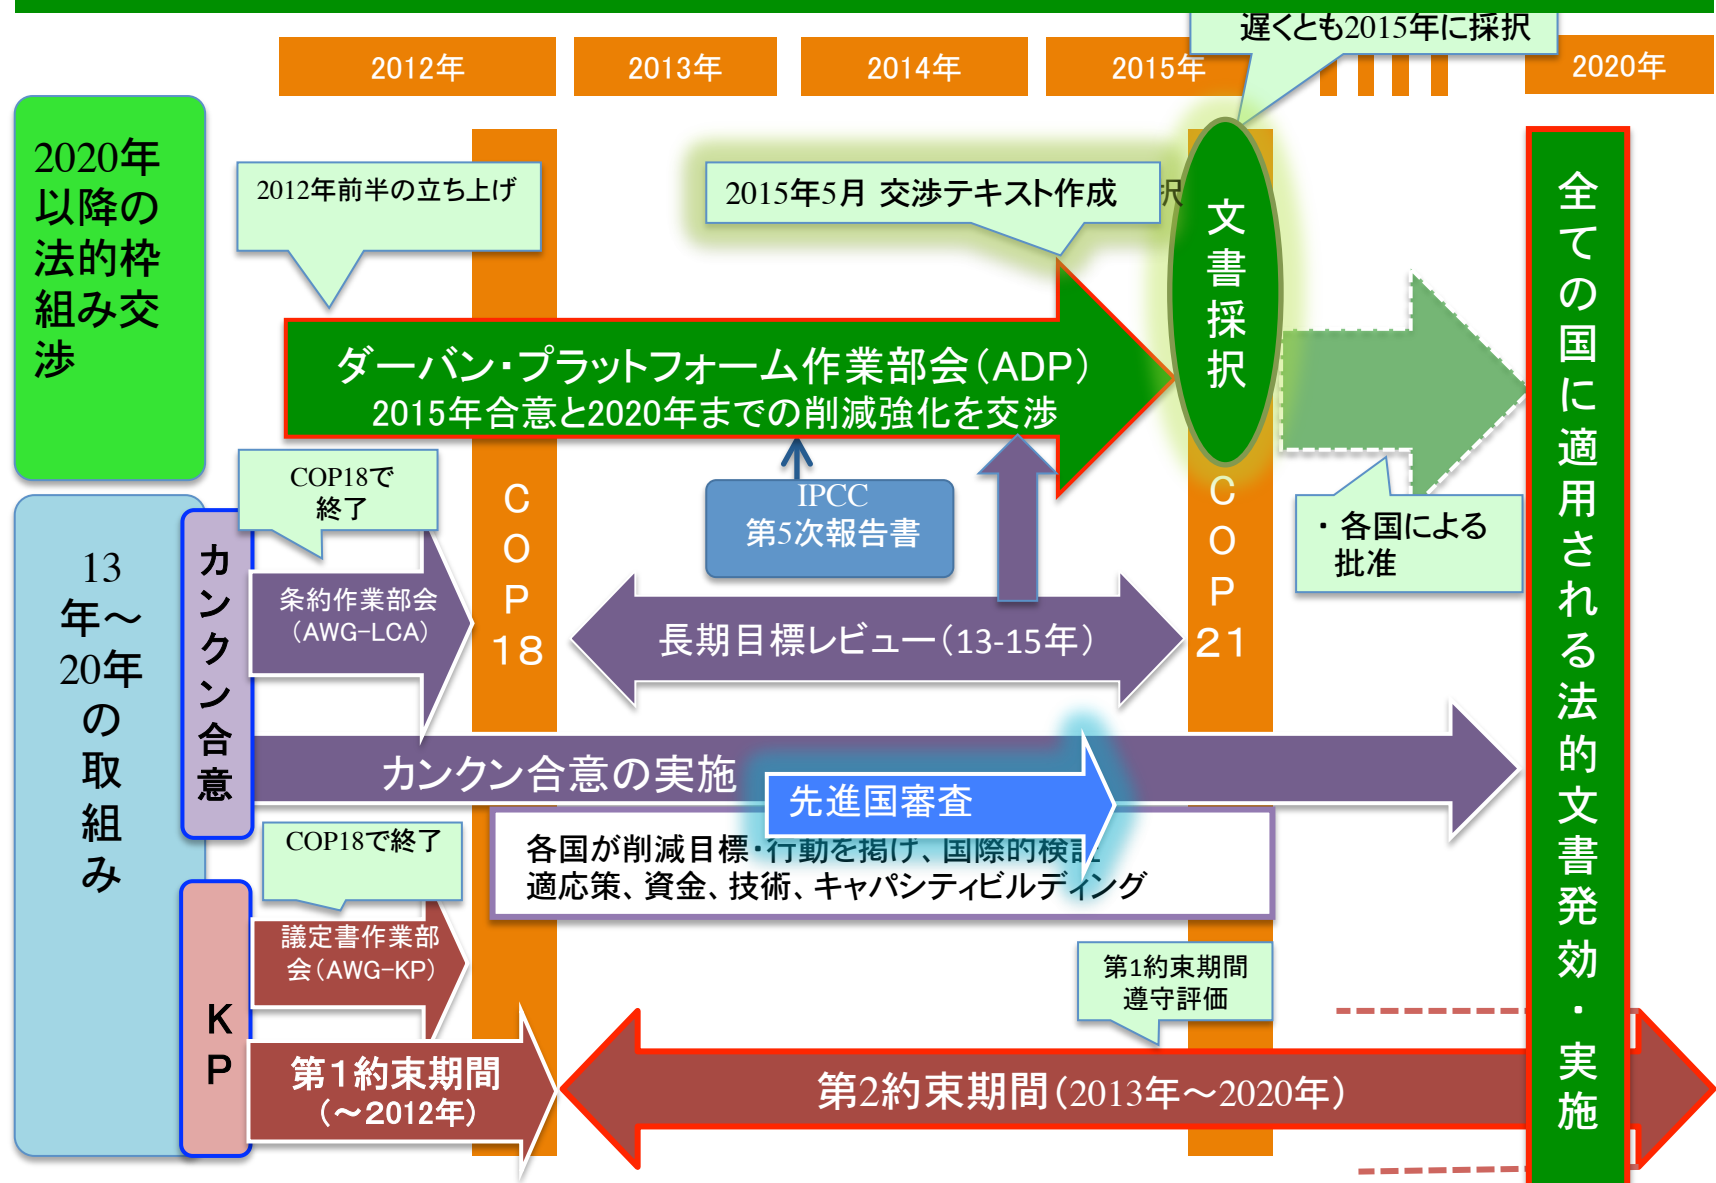 遅くとも2015年に採択
2012年
2013年
2014年
2015年
2020年
2020年
以降の
法的枠
組み交
渉
2012年前半の立ち上げ
2015年5月 交渉テキスト作成
択
文書採択
ダーバン・プラットフォーム作業部会（ADP）
2015年合意と2020年までの削減強化を交渉
全ての国に適用される法的文書発効・実施
COP18で
終了
IPCC
第5次報告書
・各国による
批准
13
年～
20年
の
取
組
み
カンクン合意
条約作業部会
（AWG-LCA）
COP18
長期目標レビュー（13-15年）
COP21
カンクン合意の実施
先進国審査
各国が削減目標・行動を掲げ、国際的検証
適応策、資金、技術、キャパシティビルディング
COP18で終了
KP
議定書作業部
会（AWG-KP）
第1約束期間
遵守評価
第１約束期間
（～２012年）
第2約束期間（2013年～2020年）